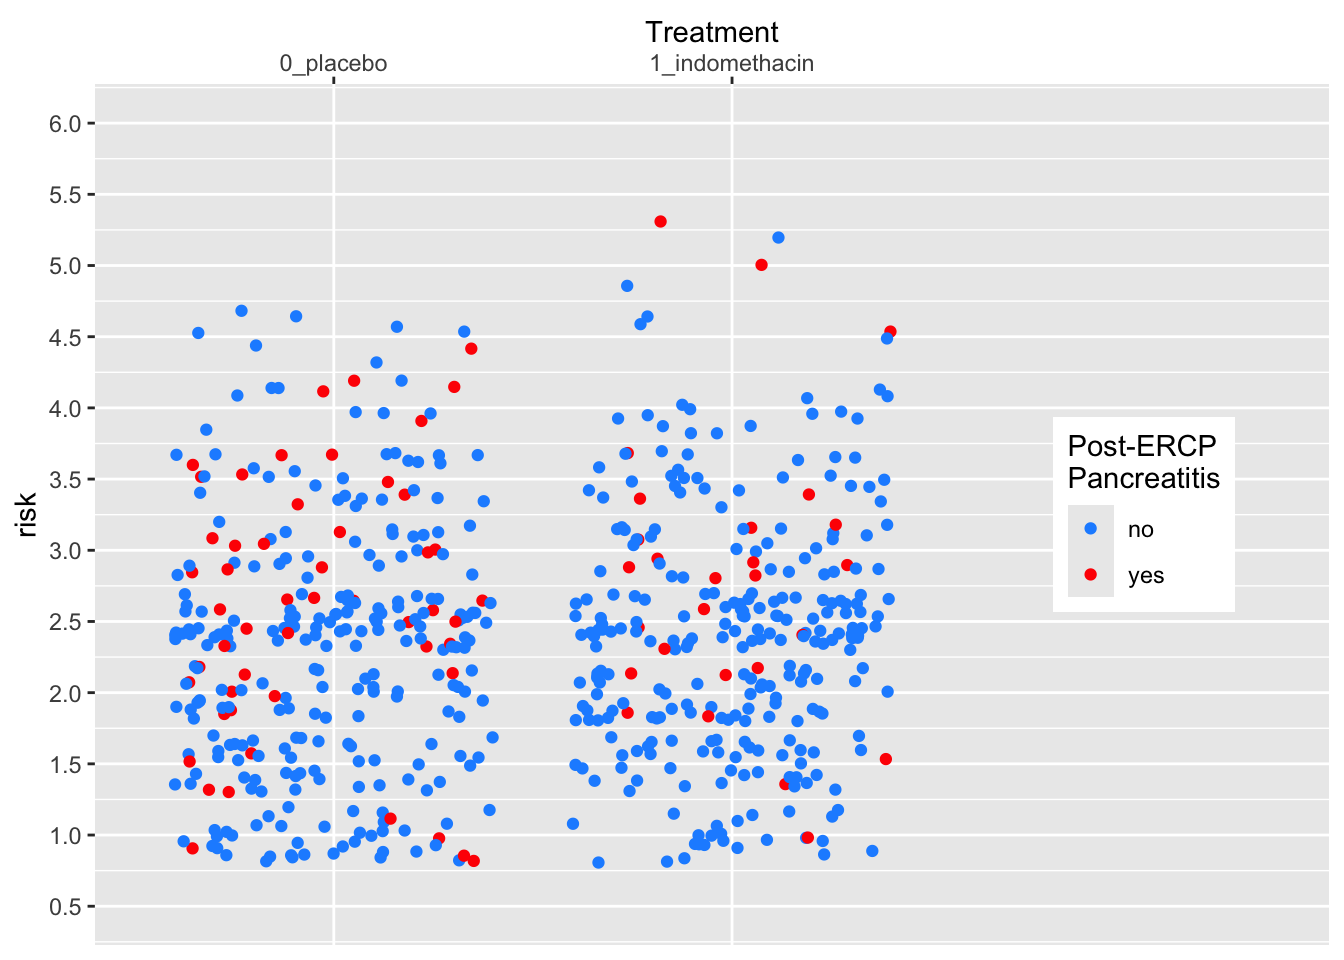 Treatment
0_placebo 1_indomethacin
6.0
5.5
5.0
4.5
4.0
3.5
3.0
2.5
2.0
1.5
1.0
0.5
risk
Post-ERCP
Pancreatitis
no
yes